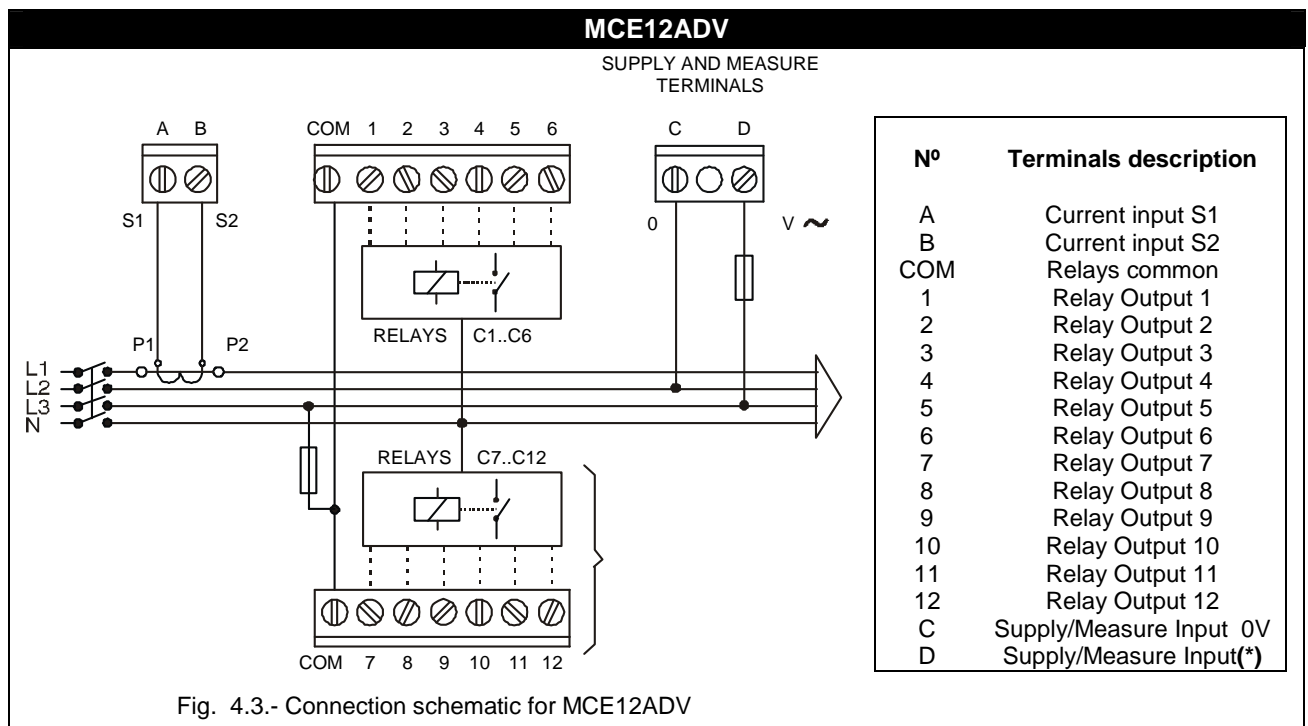 MCE12ADV
SUPPLY AND MEASURE
TERMINALS
A B
COM 1 2 3 4 5 6
C D
S1 S2
0 V ~
RELAYS C1..C6
P1 P2
L1
L2
L3
N
RELAYS C7..C12
COM 7 8 9 10 11 12
Nº Terminals description
A Current input S1
B Current input S2
COM Relays common
1 Relay Output 1
2 Relay Output 2
3 Relay Output 3
4 Relay Output 4
5 Relay Output 5
6 Relay Output 6
7 Relay Output 7
8 Relay Output 8
9 Relay Output 9
10 Relay Output 10
11 Relay Output 11
12 Relay Output 12
C Supply/Measure Input 0V
D Supply/Measure Input(*)
Fig. 4.3.- Connection schematic for MCE12ADV